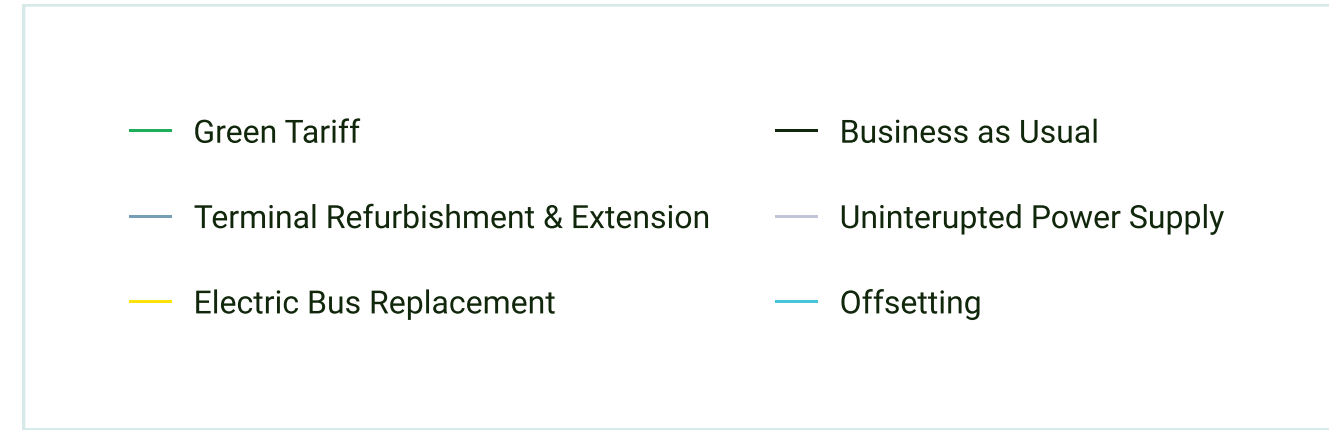 Green Tariff
Business as Usual
Terminal Refurbishment & Extension
Uninterupted Power Supply
Electric Bus Replacement
Offsetting